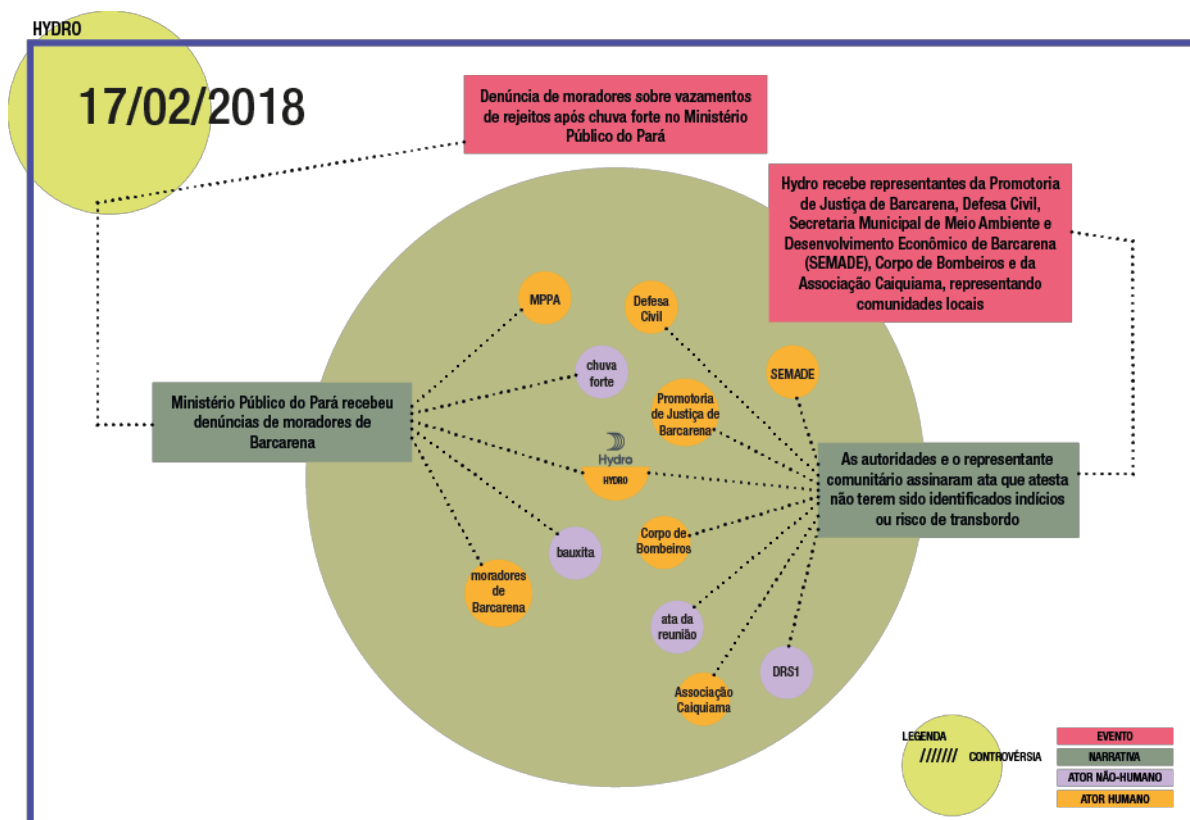 HYDRO
17/02/2018
Denúncia de moradores sobre vazamentos
de rejeitos após chuva forte no Ministério
Público do Pará
Hydro recebe representantes da Promotoria
de Justiça de Barcarena, Defesa Civil,
Secretaria Municipal de Meio Ambiente e
Desenvolvimento Econômico de Barcarena
(SEMADE), Corpo de Bombeiros e da
Associação Caiquiama, representando
comunidades locais
MPPA
Defesa
Civil
chuva
forte
SEMADE
Promotoria
de Justiça de
Barcarena
Ministério Público do Pará recebeu
denúncias de moradores de
Barcarena
Hydro
HYDRO
As autoridades e o representante
comunitário assinaram ata que atesta
não terem sido identificados indícios
ou risco de transbordo
Corpo de
Bombeiros
bauxita
moradores
de
Barcarena
ata da
reunião
DRS1
Associação
Caiquiama
LEGENDA
/////// CONTROVÉRSIA
EVENTO
NARRATIVA
ATOR NÃO-HUMANO
ATOR HUMANO